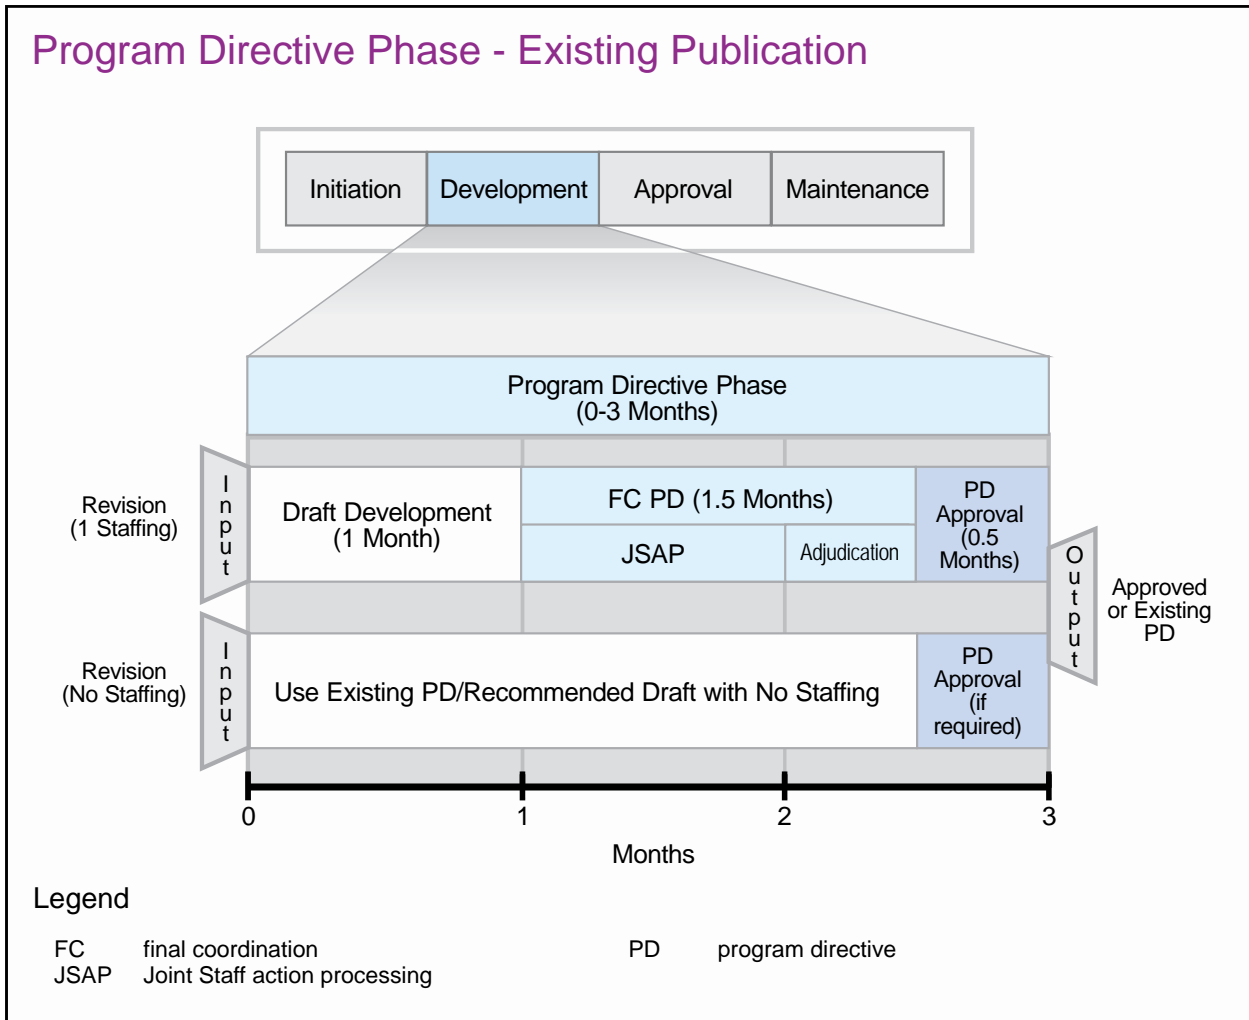 Program Directive Phase - Existing Publication
Initiation
Development
Approval
Maintenance
Program Directive Phase
(0-3 Months)
Revision
(1 Staffing)
Input
Draft Development
(1 Month)
FC PD (1.5 Months)
JSAP
Adjudication
PD
Approval
(0.5
Months)
Revision
(No Staffing)
Input
Use Existing PD/Recommended Draft with No Staffing
PD
Approval
(if
required)
Output
Approved
or Existing
PD
0
1
2
3
Months
Legend
FC final coordination
JSAP Joint Staff action processing
PD program directive